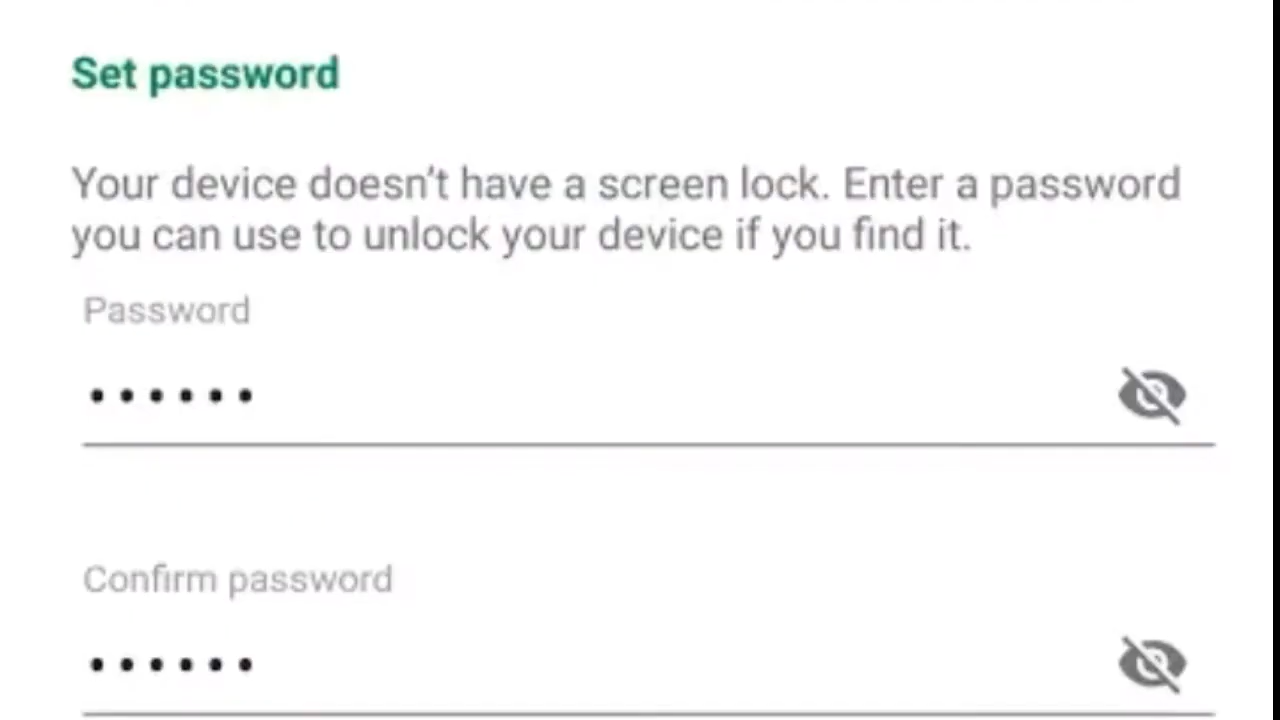 Set password
Your device doesn't have a screen lock. Enter a password
you can use to unlock your device if you find it.
Password
••••••
Confirm password
••••••